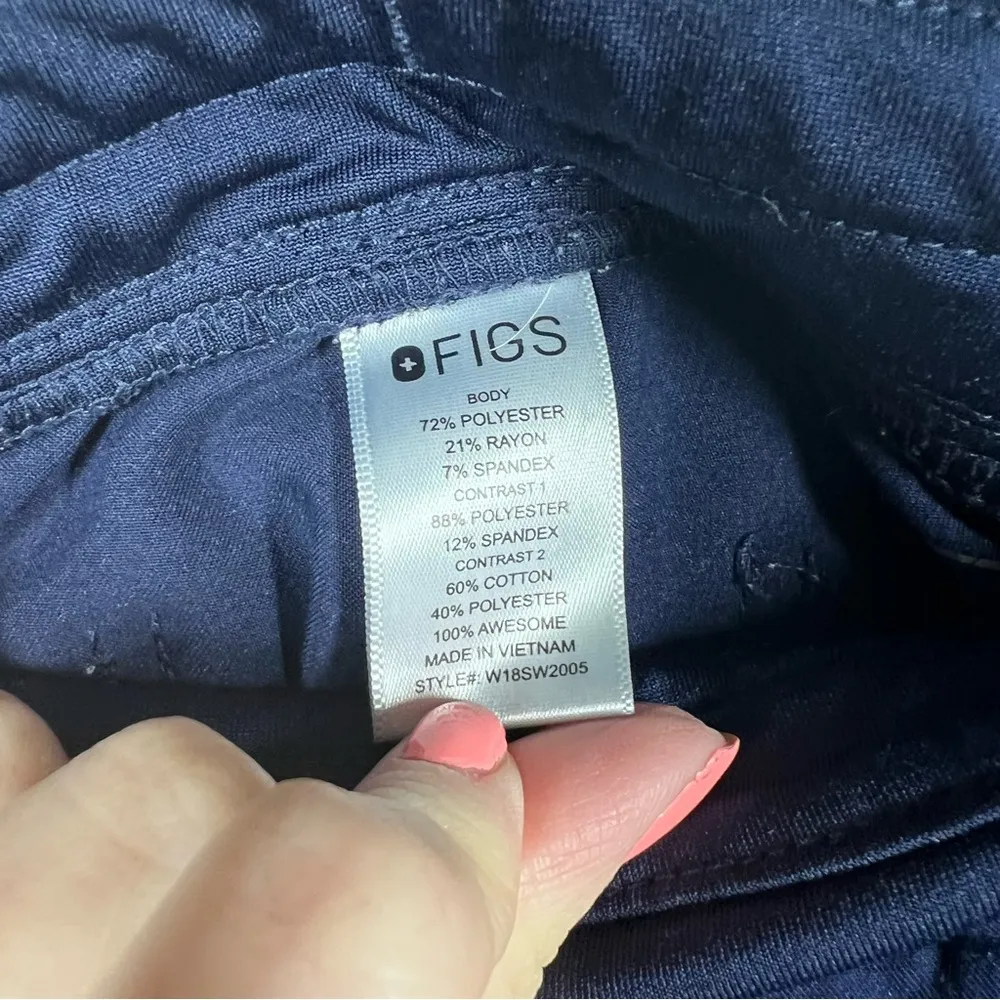 FIGS
BODY
72% POLYESTER
21% RAYON
7% SPANDEX
CONTRAST 1
88% POLYESTER
12% SPANDEX
CONTRAST 2
60% COTTON
40% POLYESTER
100% AWESOME
MADE IN VIETNAM
STYLE#: W18SW2005